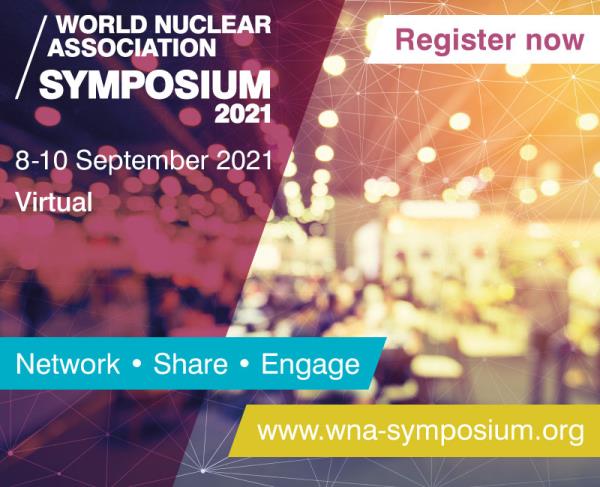 WORLD NUCLEAR
ASSOCIATION
SYMPOSIUM
2021
Register now
8-10 September 2021
Virtual
Network • Share • Engage
www.wna-symposium.org